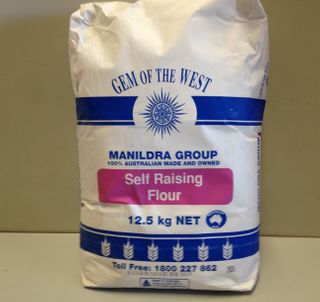 GEM OF THE WEST
MANILDRA GROUP
100% AUSTRALIAN MADE AND OWNED
Self Raising
Flour
12.5 kg NET
Toll Free: 1800 227 862